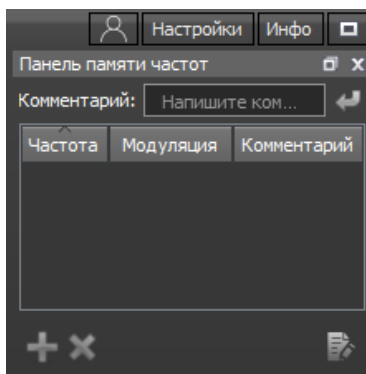 Настройки Инфо
Панель памяти частот
Комментарий: Напишите ком...
Частота Модуляция Комментарий